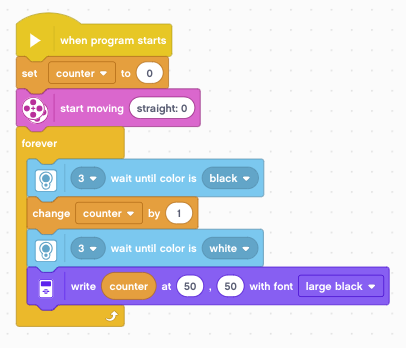 when program starts
set counter to 0
start moving straight: 0
forever
3 wait until color is black
change counter by 1
3 wait until color is white
write counter at 50 , 50 with font large black